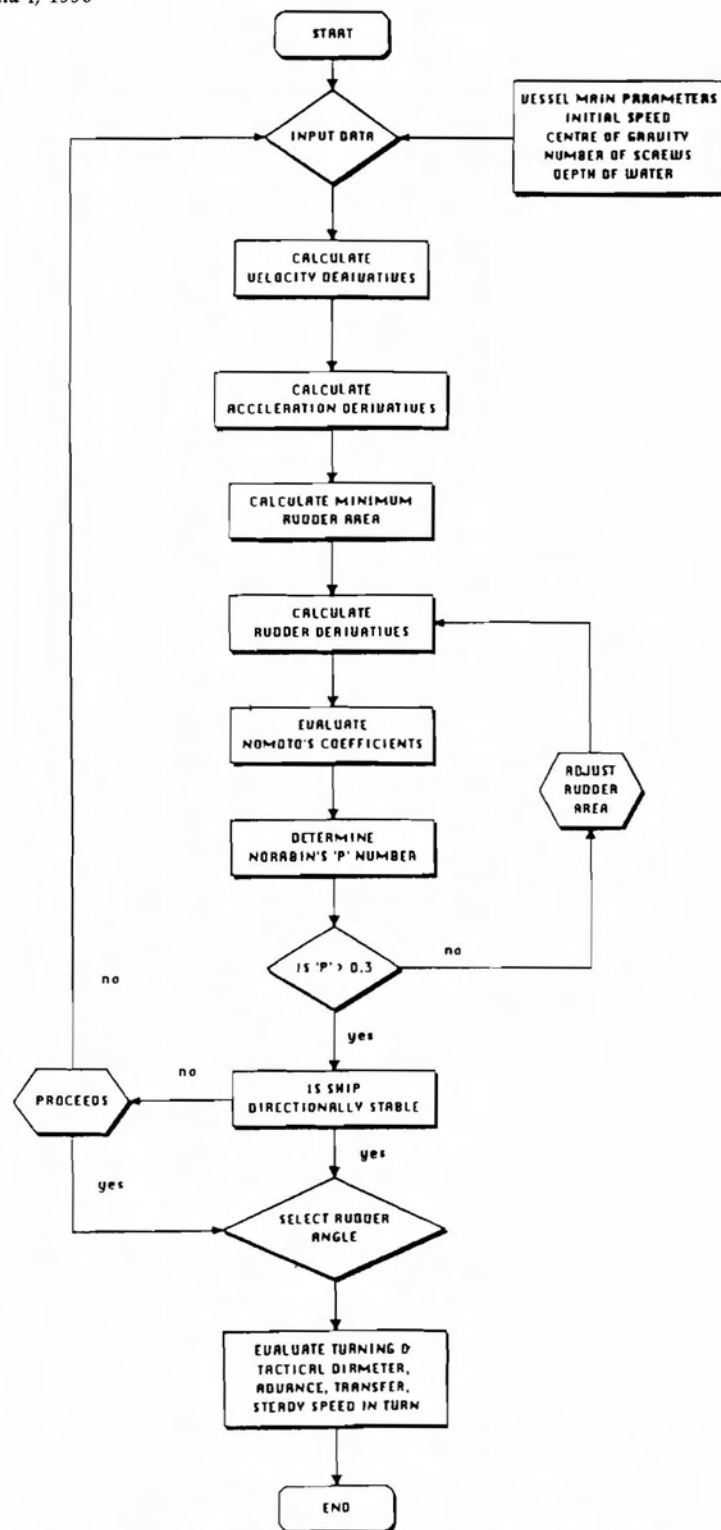 START
INPUT DATA
VESSEL MAIN PARAMETERS
INITIAL SPEED
CENTRE OF GRAVITY
NUMBER OF SCREWS
DEPTH OF WATER
CALCULATE
VELOCITY DERIVATIVES
CALCULATE
ACCELERATION DERIVATIVES
CALCULATE MINIMUM
RUDDER AREA
CALCULATE
RUDDER DERIVATIVES
EVALUATE
NOMOTO'S COEFFICIENTS
ADJUST
RUDDER
AREA
DETERMINE
NORRBIN'S 'P' NUMBER
IS 'P' > 0.3
no
no
yes
no
PROCEEDS
IS SHIP
DIRECTIONALLY STABLE
yes
yes
SELECT RUDDER
ANGLE
EVALUATE TURNING &
TACTICAL DIAMETER,
ADVANCE, TRANSFER,
STEADY SPEED IN TURN
END